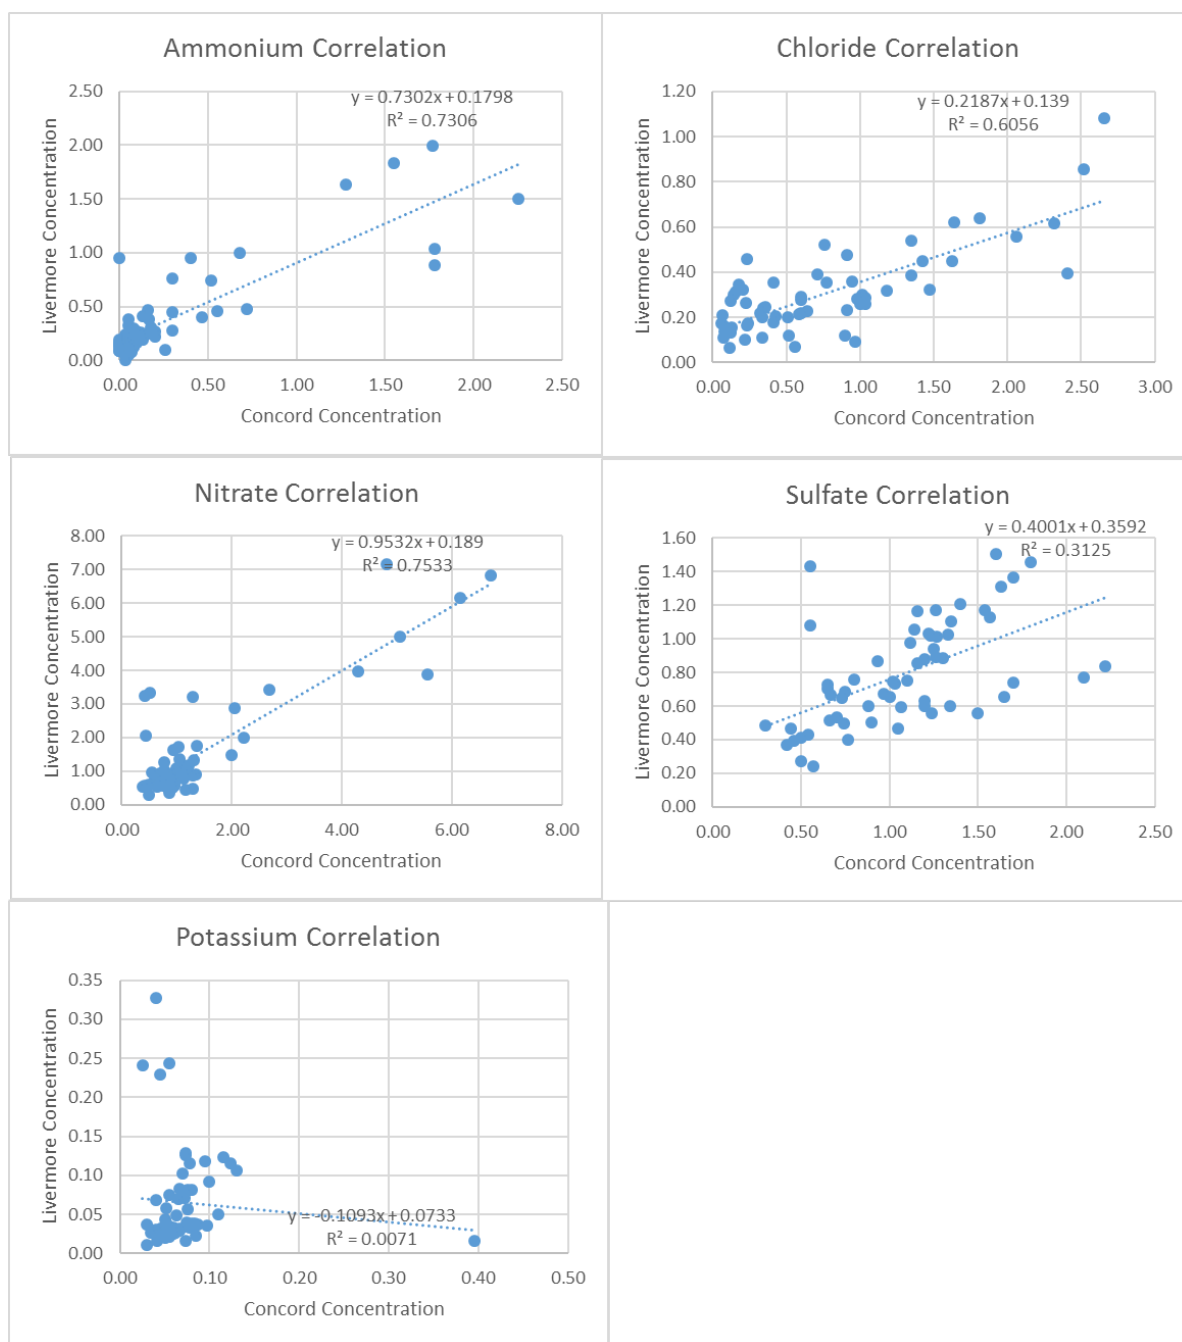 Ammonium Correlation
y = 0.7302x + 0.1798
R² = 0.7306
2.50
2.00
1.50
1.00
0.50
0.00
0.00 0.50 1.00 1.50 2.00 2.50
Livermore Concentration
Concord Concentration
Chloride Correlation
y = 0.2187x + 0.139
R² = 0.6056
1.20
1.00
0.80
0.60
0.40
0.20
0.00
0.00 0.50 1.00 1.50 2.00 2.50 3.00
Livermore Concentration
Concord Concentration
Nitrate Correlation
y = 0.9532x + 0.189
R² = 0.7533
8.00
7.00
6.00
5.00
4.00
3.00
2.00
1.00
0.00
0.00 2.00 4.00 6.00 8.00
Livermore Concentration
Concord Concentration
Sulfate Correlation
y = 0.4001x + 0.3592
R² = 0.3125
1.60
1.40
1.20
1.00
0.80
0.60
0.40
0.20
0.00
0.00 0.50 1.00 1.50 2.00 2.50
Livermore Concentration
Concord Concentration
Potassium Correlation
0.35
0.30
0.25
0.20
0.15
0.10
0.05
0.00
y = -0.1093x + 0.0733
R² = 0.0071
0.00 0.10 0.20 0.30 0.40 0.50
Livermore Concentration
Concord Concentration